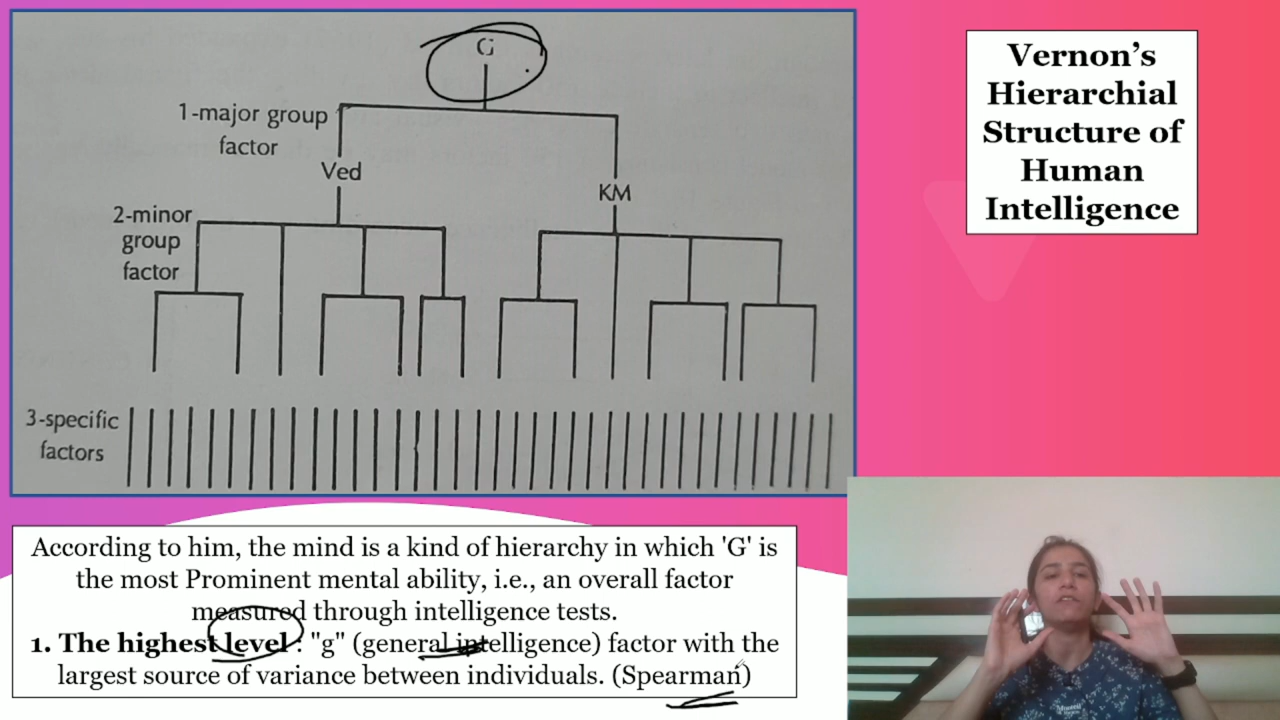 G
1-major group
factor
Ved
KM
2-minor
group
factor
3-specific
factors
Vernon's
Hierarchial
Structure of
Human
Intelligence
According to him, the mind is a kind of hierarchy in which 'G' is
the most Prominent mental ability, i.e., an overall factor
measured through intelligence tests.
1. The highest level : "g" (general intelligence) factor with the
largest source of variance between individuals. (Spearman)